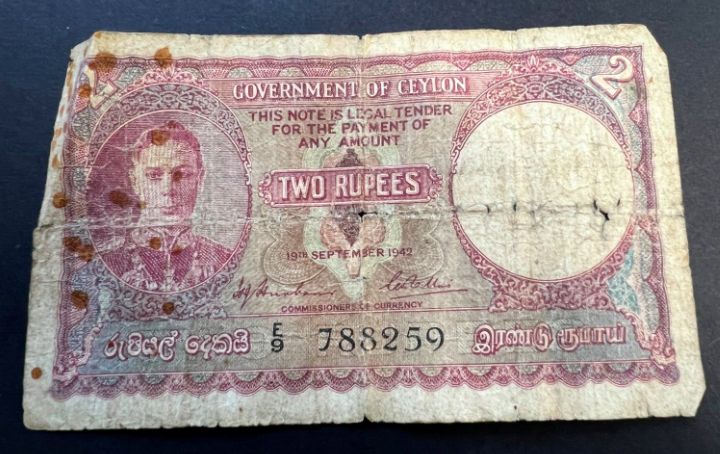 2 2
GOVERNMENT OF CEYLON
THIS NOTE IS LEGAL TENDER
FOR THE PAYMENT OF
ANY AMOUNT
TWO RUPEES
19TH SEPTEMBER 1942
COMMISSIONERS OF CURRENCY
රුපියල් දෙකයි E/9 788259 இரண்டு ரூபாய்